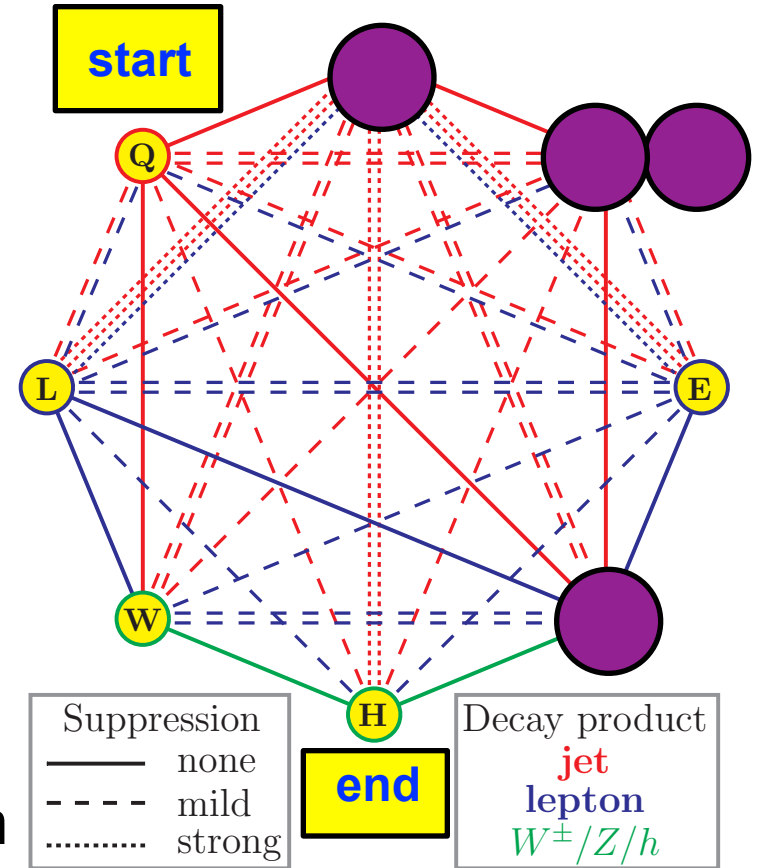 start
Q
L
E
W
H
end
Suppression
none
mild
strong
Decay product
jet
lepton
W±/Z/h